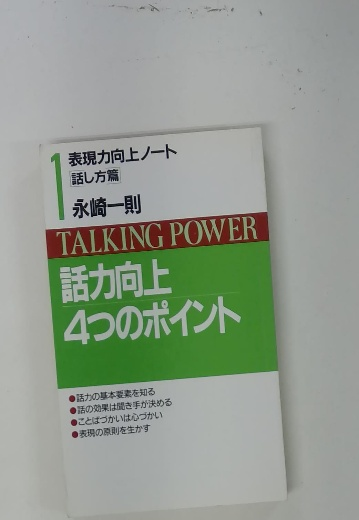 1
表現力向上ノート
話し方篇
永崎一則
TALKING POWER
話力向上
4つのポイント
●話力の基本要素を知る
●話の効果は聞き手が決める
●ことばづかいは心づかい
●表現の原則を生かす